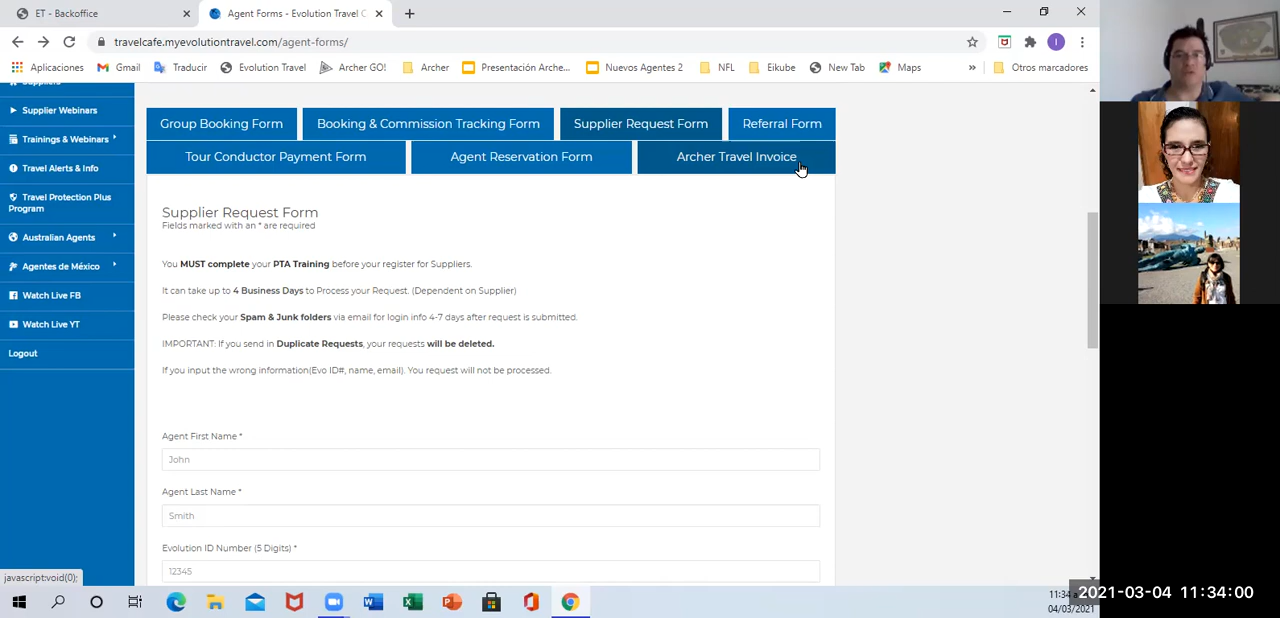 ET - Backoffice
Agent Forms - Evolution Travel C
travelcafe.myevolutiontravel.com/agent-forms/
I
Aplicaciones
Gmail
Traducir
Evolution Travel
Archer GO!
Archer
Presentación Arche...
Nuevos Agentes 2
NFL
Eikube
New Tab
Maps
»
Otros marcadores
Supplier Webinars
Trainings & Webinars
Travel Alerts & Info
Travel Protection Plus
Program
Australian Agents
Agentes de México
Watch Live FB
Watch Live YT
Logout
Group Booking Form
Booking & Commission Tracking Form
Supplier Request Form
Referral Form
Tour Conductor Payment Form
Agent Reservation Form
Archer Travel Invoice
Supplier Request Form
Fields marked with an * are required
You MUST complete your PTA Training before your register for Suppliers.
It can take up to 4 Business Days to Process your Request. (Dependent on Supplier)
Please check your Spam & Junk folders via email for login info 4-7 days after request is submitted.
IMPORTANT: If you send in Duplicate Requests, your requests will be deleted.
If you input the wrong information(Evo ID#, name, email). You request will not be processed.
Agent First Name *
John
Agent Last Name *
Smith
Evolution ID Number (5 Digits) *
12345
javascript:void(0);
11:34 a
04/03/2021
2021-03-04 11:34:00